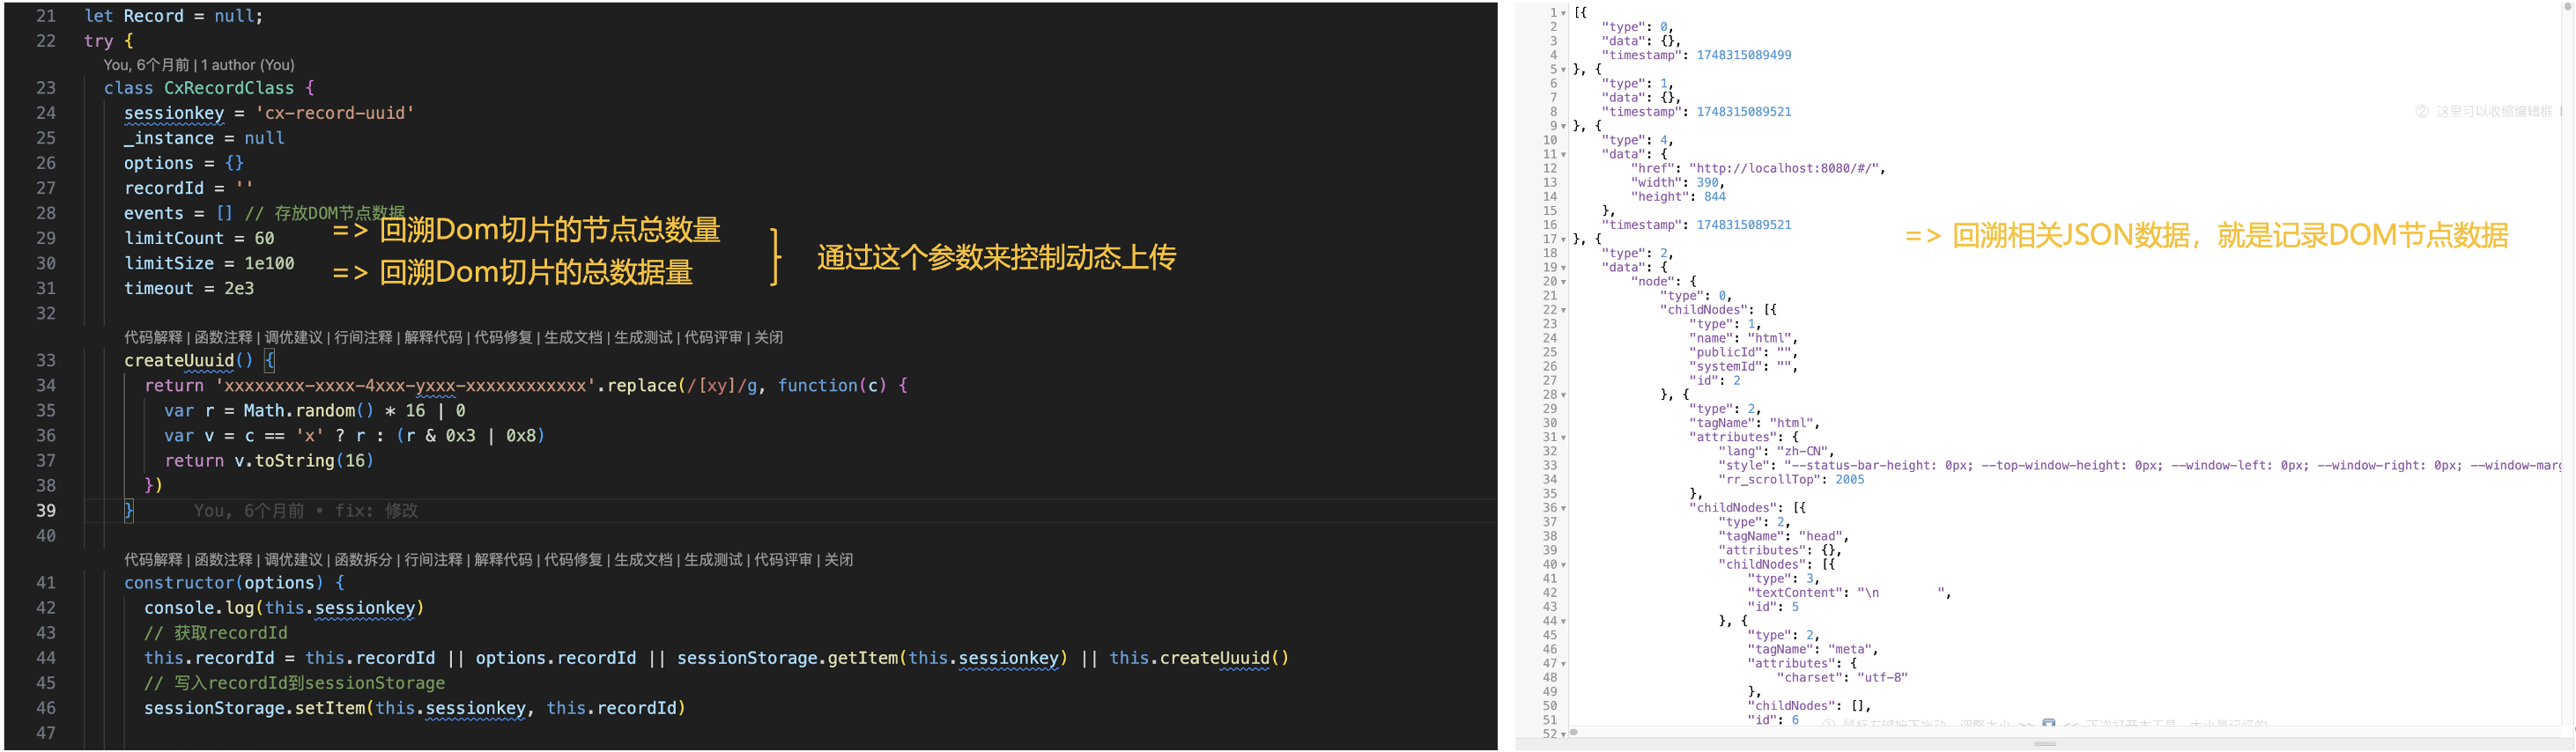 21 let Record = null;
22 try {
You, 6个月前 | 1 author (You)
23 class CxRecordClass {
24 sessionkey = 'cx-record-uuid'
25 _instance = null
26 options = {}
27 recordId = ''
28 events = [] // 存放DOM节点数据
=> 回溯Dom切片的节点总数量
29 limitCount = 60
通过这个参数来控制动态上传
30 limitSize = 1e100
=> 回溯Dom切片的总数据量
31 timeout = 2e3
32
代码解释 | 函数注释 | 调优建议 | 行间注释 | 解释代码 | 代码修复 | 生成文档 | 生成测试 | 代码评审 | 关闭
33 createUuuid() {
34 return 'xxxxxxxx-xxxx-4xxx-yxxx-xxxxxxxxxxxx'.replace(/[xy]/g, function(c) {
35 var r = Math.random() * 16 | 0
36 var v = c == 'x' ? r : (r & 0x3 | 0x8)
37 return v.toString(16)
38 })
39 } You, 6个月前 • fix: 修改
40
代码解释 | 函数注释 | 调优建议 | 函数拆分 | 行间注释 | 解释代码 | 代码修复 | 生成文档 | 生成测试 | 代码评审 | 关闭
41 constructor(options) {
42 console.log(this.sessionkey)
43 // 获取recordId
44 this.recordId = this.recordId || options.recordId || sessionStorage.getItem(this.sessionkey) || this.createUuuid()
45 // 写入recordId到sessionStorage
46 sessionStorage.setItem(this.sessionkey, this.recordId)
47
1 [{
2 "type": 0,
3 "data": {},
4 "timestamp": 1748315089499
5 }, {
6 "type": 1,
7 "data": {},
8 "timestamp": 1748315089521
② 这里可以收缩编辑框
9 }, {
10 "type": 4,
11 "data": {
12 "href": "http://localhost:8080/#/",
13 "width": 390,
14 "height": 844
15 },
16 "timestamp": 1748315089521
=> 回溯相关JSON数据，就是记录DOM节点数据
17 }, {
18 "type": 2,
19 "data": {
20 "node": {
21 "type": 0,
22 "childNodes": [{
23 "type": 1,
24 "name": "html",
25 "publicId": "",
26 "systemId": "",
27 "id": 2
28 }, {
29 "type": 2,
30 "tagName": "html",
31 "attributes": {
32 "lang": "zh-CN",
33 "style": "--status-bar-height: 0px; --top-window-height: 0px; --window-left: 0px; --window-right: 0px; --window-mar
34 "rr_scrollTop": 2005
35 },
36 "childNodes": [{
37 "type": 2,
38 "tagName": "head",
39 "attributes": {},
40 "childNodes": [{
41 "type": 3,
42 "textContent": "\n ",
43 "id": 5
44 }, {
45 "type": 2,
46 "tagName": "meta",
47 "attributes": {
48 "charset": "utf-8"
49 },
50 "childNodes": [],
51 "id": 6
52